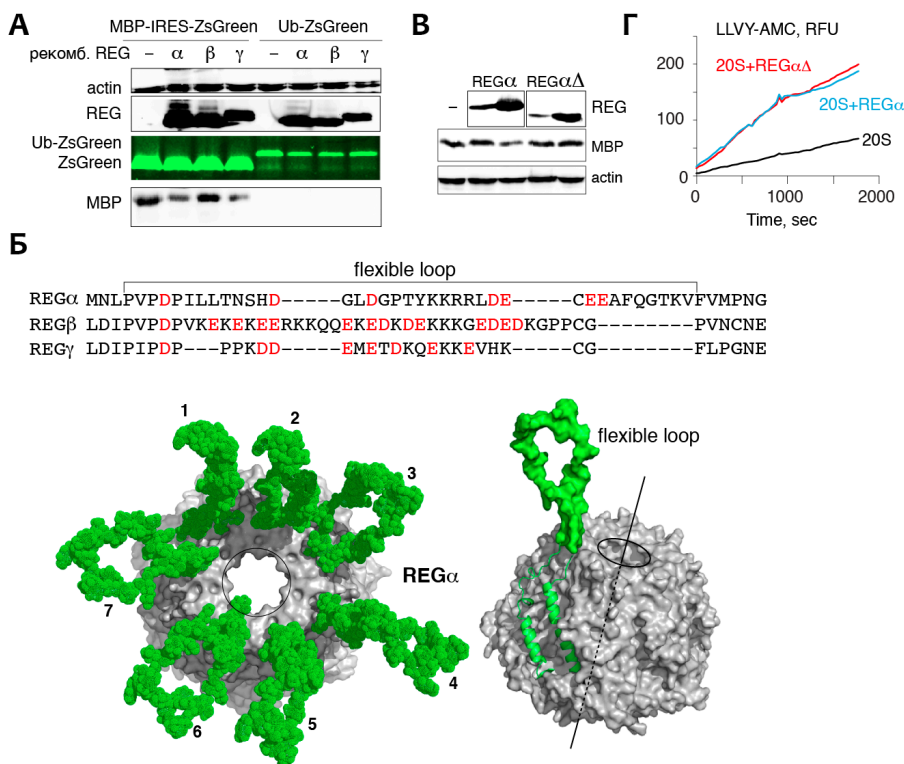 А
MBP-IRES-ZsGreen Ub-ZsGreen
рекомб. REG – α β γ – α β γ
actin
REG
Ub-ZsGreen
ZsGreen
MBP
В
REGα REGαΔ
– REG
MBP
actin
Г
LLVY-AMC, RFU
200
100
0
20S+REGαΔ
20S+REGα
20S
0 1000 2000
Time, sec
Б
flexible loop
REGα MNLPVPDPILLTNSHD-----GLDGPTYKKRRLDE-----CEEAFQGTKVFVMPNG
REGβ LDIPVPDPVKEKEKEERKKQQEKEDKDEKKKGEDEDKGPPCG--------PVNCNE
REGγ LDIPIPDP---PPKDD-----EMETDKQEKKEVHK-----CG--------FLPGNE
1 2
3
7
REGα
4
6 5
flexible loop